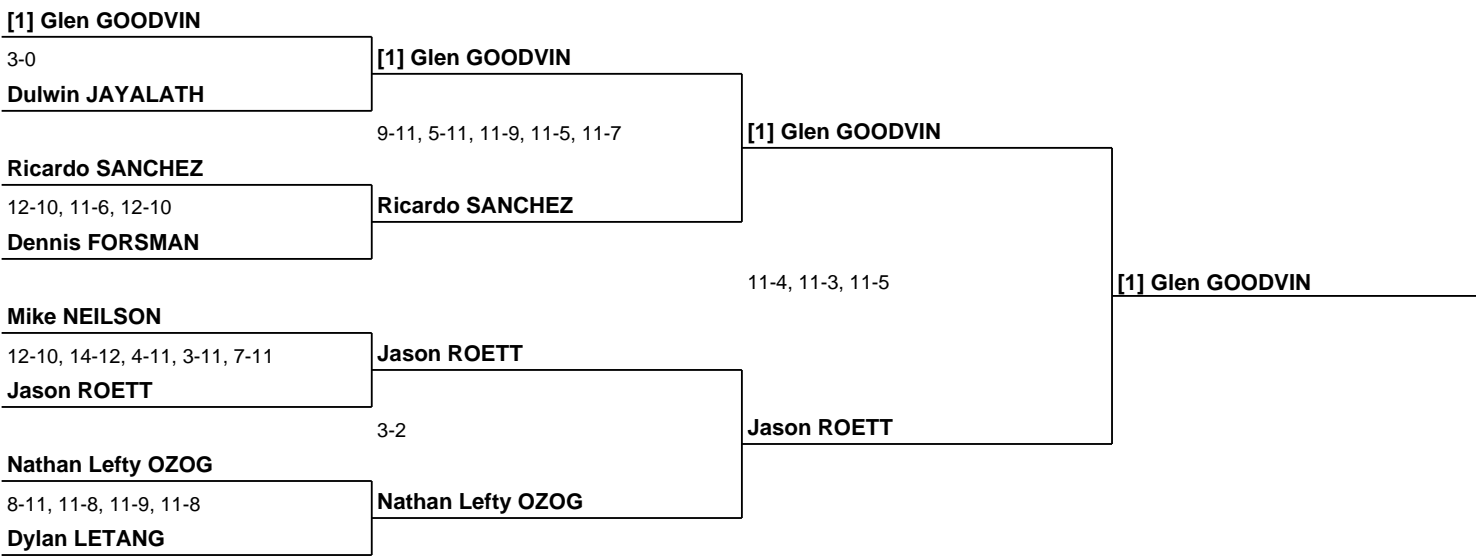 [1] Glen GOODVIN
3-0
[1] Glen GOODVIN
Dulwin JAYALATH
9-11, 5-11, 11-9, 11-5, 11-7
[1] Glen GOODVIN
Ricardo SANCHEZ
12-10, 11-6, 12-10
Ricardo SANCHEZ
Dennis FORSMAN
11-4, 11-3, 11-5
[1] Glen GOODVIN
Mike NEILSON
12-10, 14-12, 4-11, 3-11, 7-11
Jason ROETT
Jason ROETT
3-2
Jason ROETT
Nathan Lefty OZOG
8-11, 11-8, 11-9, 11-8
Nathan Lefty OZOG
Dylan LETANG